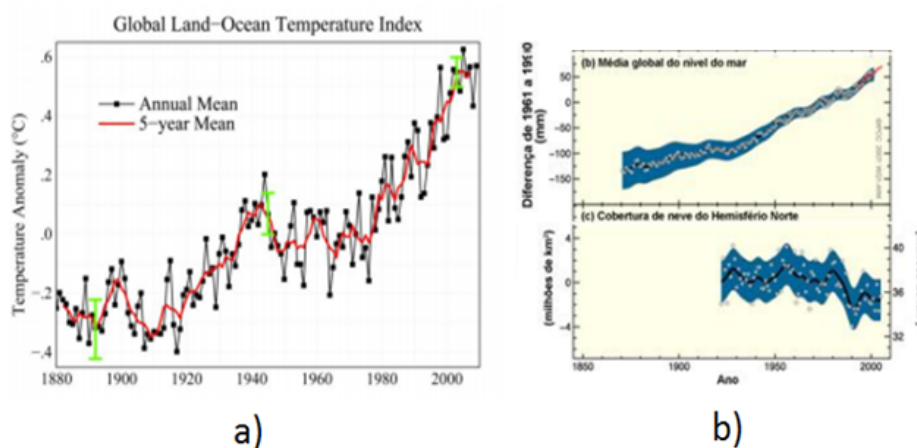 Global Land−Ocean Temperature Index
.6
.4
.2
.0
−.2
−.4
Temperature Anomaly (°C)
Annual Mean
5−year Mean
1880
1900
1920
1940
1960
1980
2000
a)
(b) Média global do nível do mar
Diferença de 1961 a 1990
(mm)
50
0
−50
−100
−150
(c) Cobertura de neve do Hemisfério Norte
(milhões de km²)
4
0
−4
40
36
32
1850
1900
1950
2000
Ano
b)